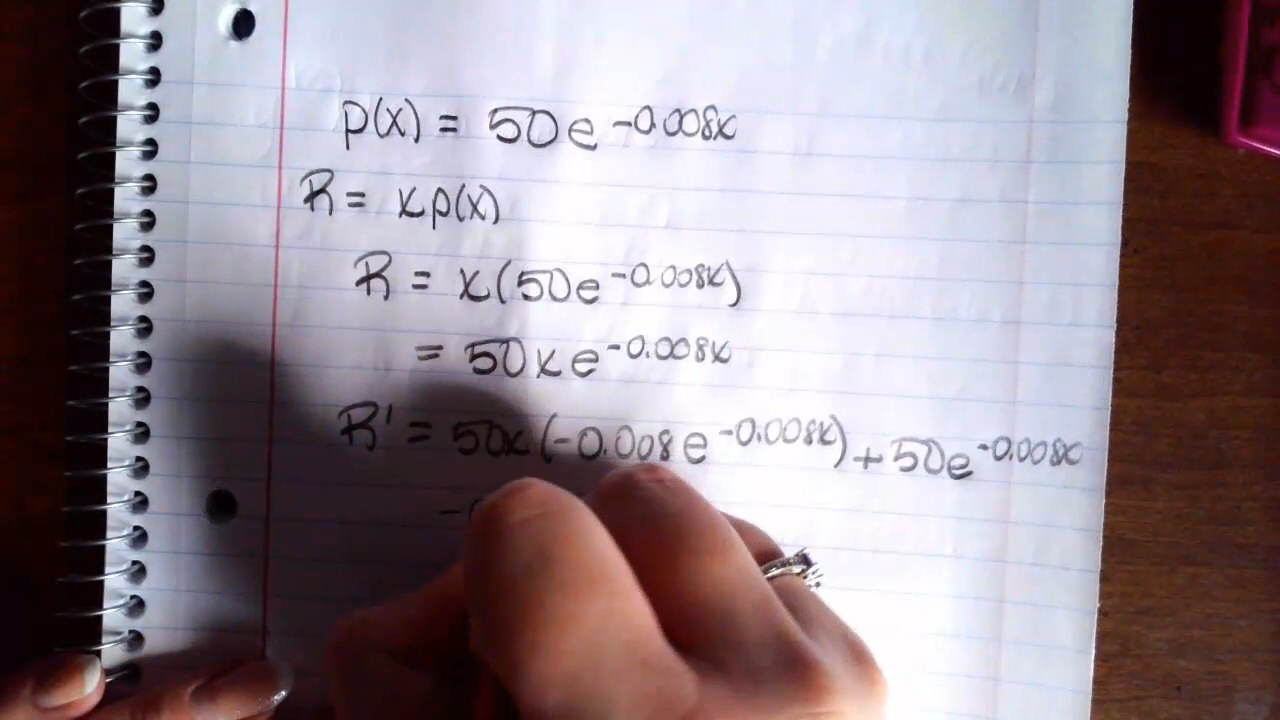 p(x) = 50e^-0.008x
R = xp(x)
R = x(50e^-0.008x)
= 50xe^-0.008x
R' = 50x(-0.008e^-0.008x)+50e^-0.008x
-